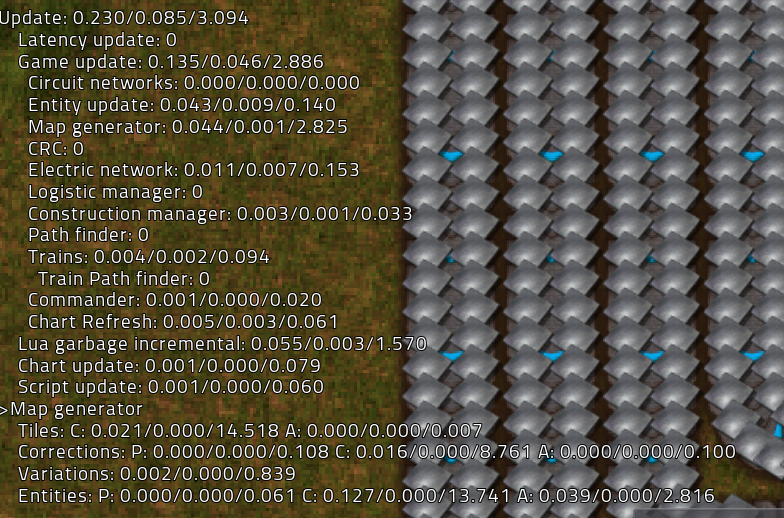 Update: 0.230/0.085/3.094
Latency update: 0
Game update: 0.135/0.046/2.886
Circuit networks: 0.000/0.000/0.000
Entity update: 0.043/0.009/0.140
Map generator: 0.044/0.001/2.825
CRC: 0
Electric network: 0.011/0.007/0.153
Logistic manager: 0
Construction manager: 0.003/0.001/0.033
Path finder: 0
Trains: 0.004/0.002/0.094
Train Path finder: 0
Commander: 0.001/0.000/0.020
Chart Refresh: 0.005/0.003/0.061
Lua garbage incremental: 0.055/0.003/1.570
Chart update: 0.001/0.000/0.079
Script update: 0.001/0.000/0.060
>Map generator
Tiles: C: 0.021/0.000/14.518 A: 0.000/0.000/0.007
Corrections: P: 0.000/0.000/0.108 C: 0.016/0.000/8.761 A: 0.000/0.000/0.100
Variations: 0.002/0.000/0.839
Entities: P: 0.000/0.000/0.061 C: 0.127/0.000/13.741 A: 0.039/0.000/2.816